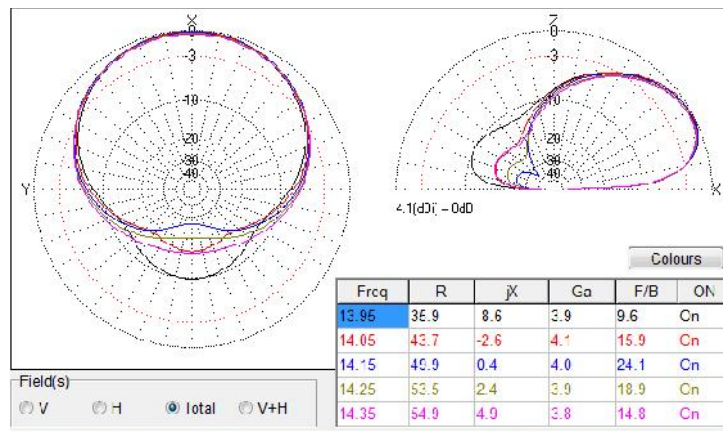 X
0
3
10
20
30
40
Y
Z
0
3
10
20
30
40
X
4.1(dBi) = 0dB
Colours
Freq R jX Ga F/B ON
13.95 -8.6 3.9 9.6 On
14.05 43.7 -2.6 4.1 15.9 On
14.15 49.9 0.4 4.0 24.1 On
14.25 53.5 2.4 3.9 18.9 On
14.35 54.9 4.9 3.8 14.8 On
Field(s)
V H Total V+H